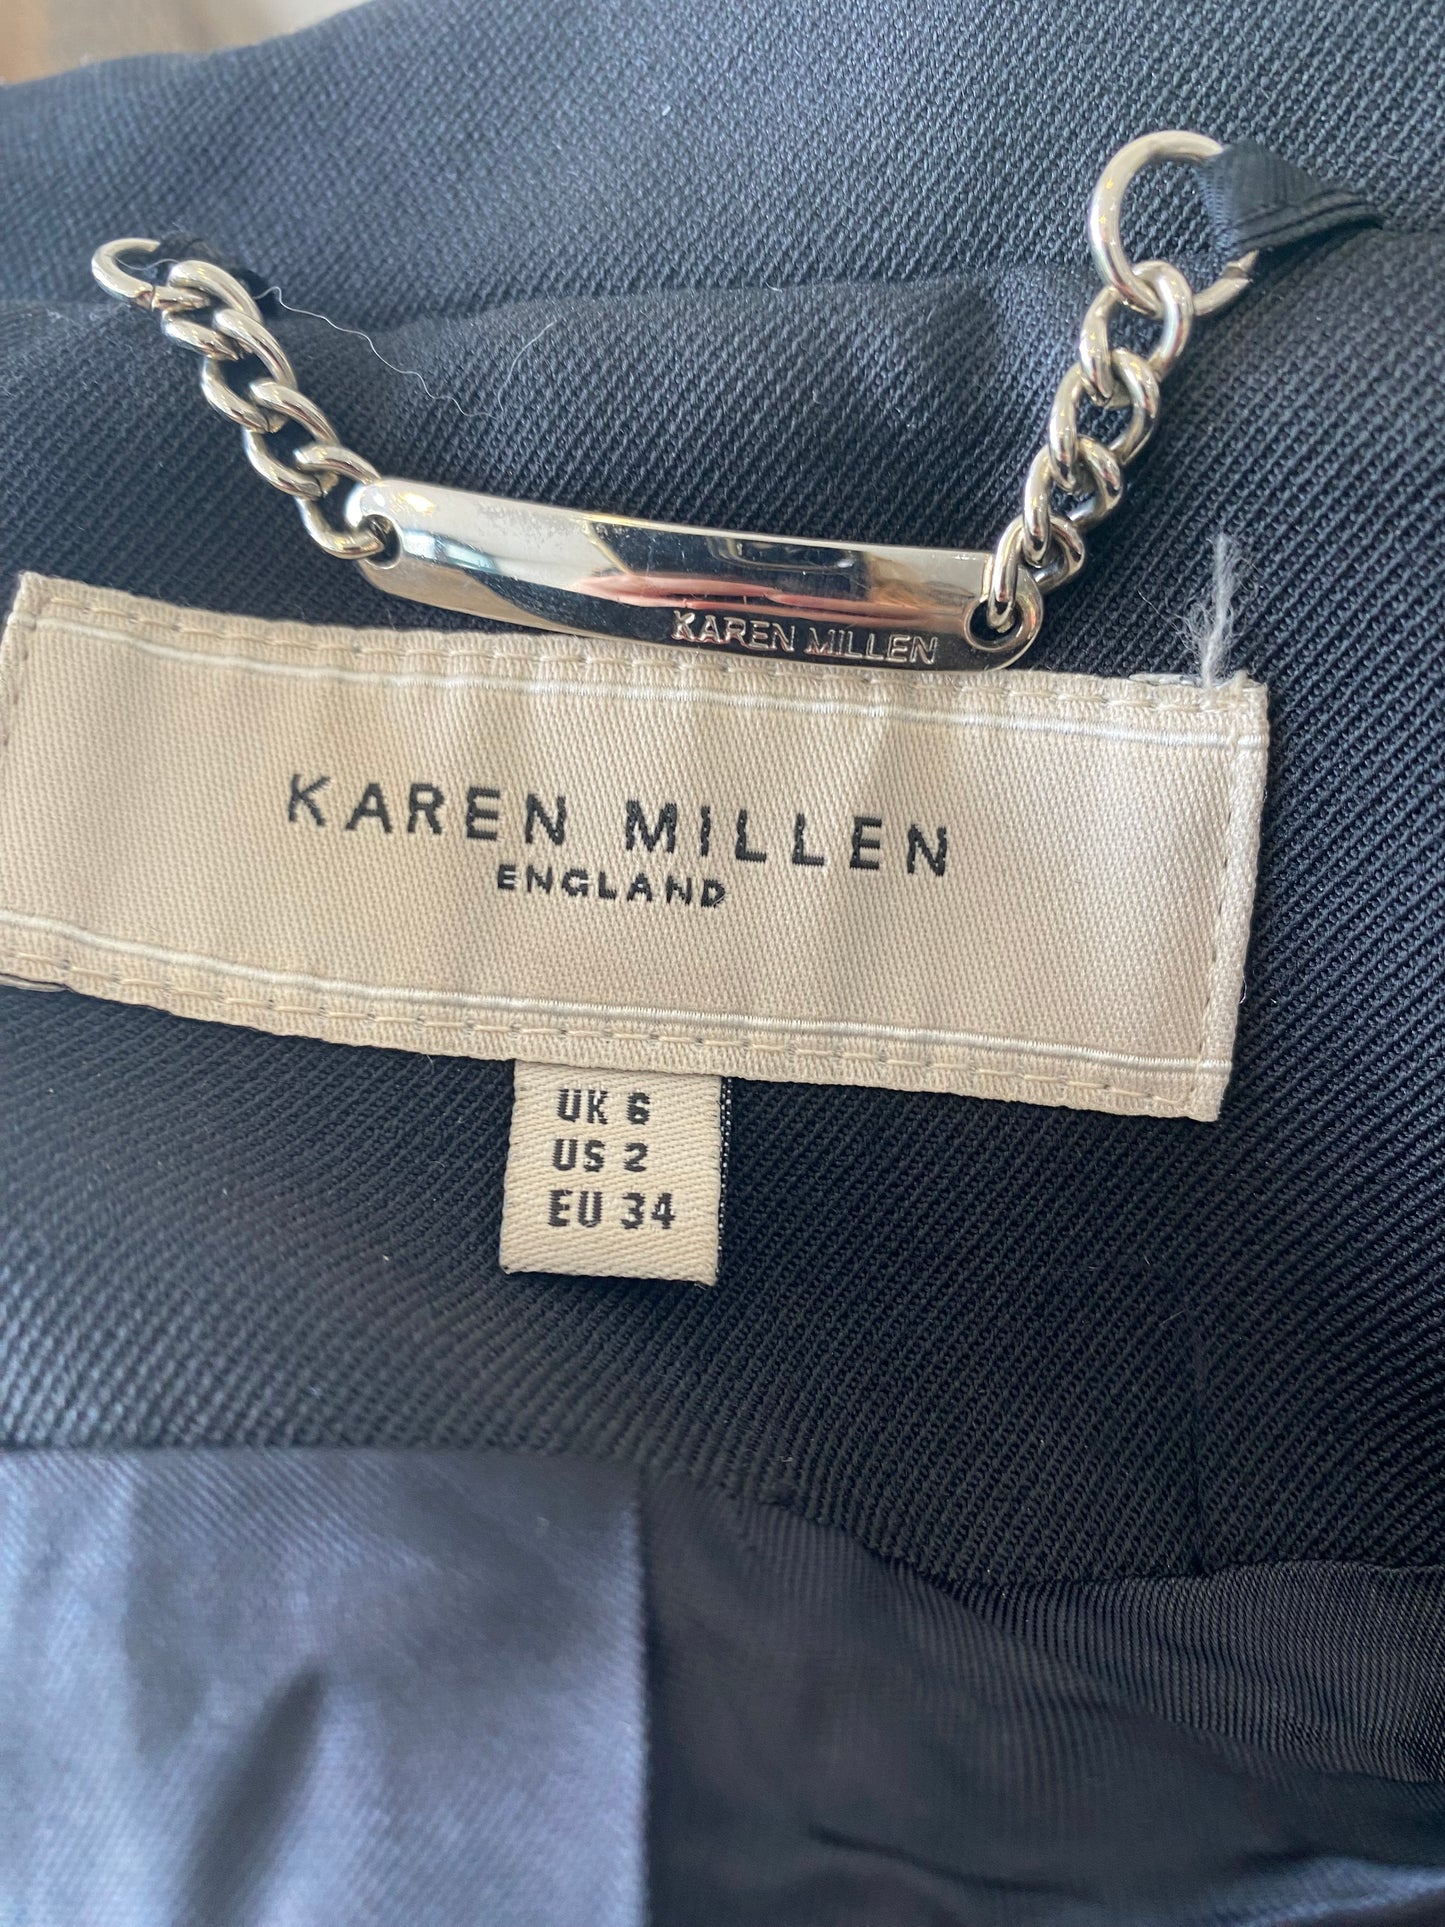 KAREN MILLEN
KAREN MILLEN
ENGLAND
UK 6
US 2
EU 34